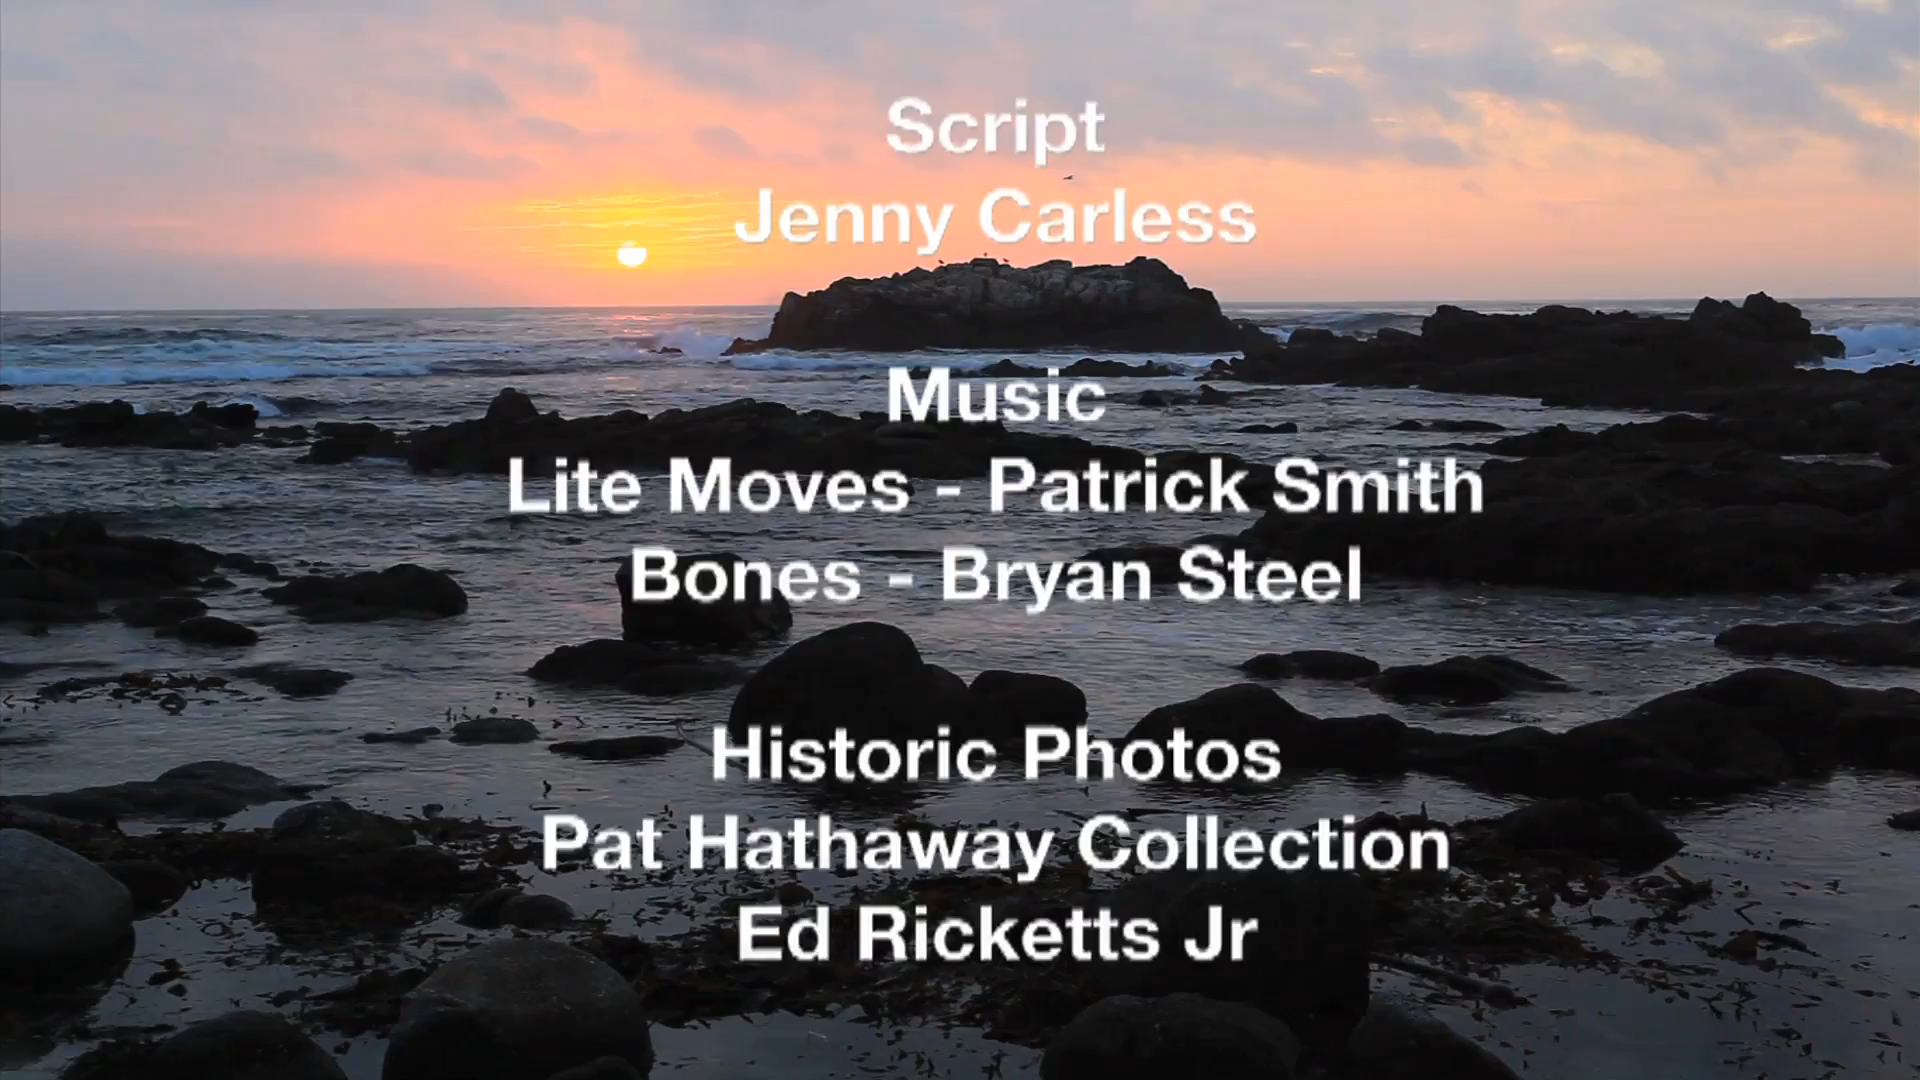 Script
Jenny Carless
Music
Lite Moves - Patrick Smith
Bones - Bryan Steel
Historic Photos
Pat Hathaway Collection
Ed Ricketts Jr